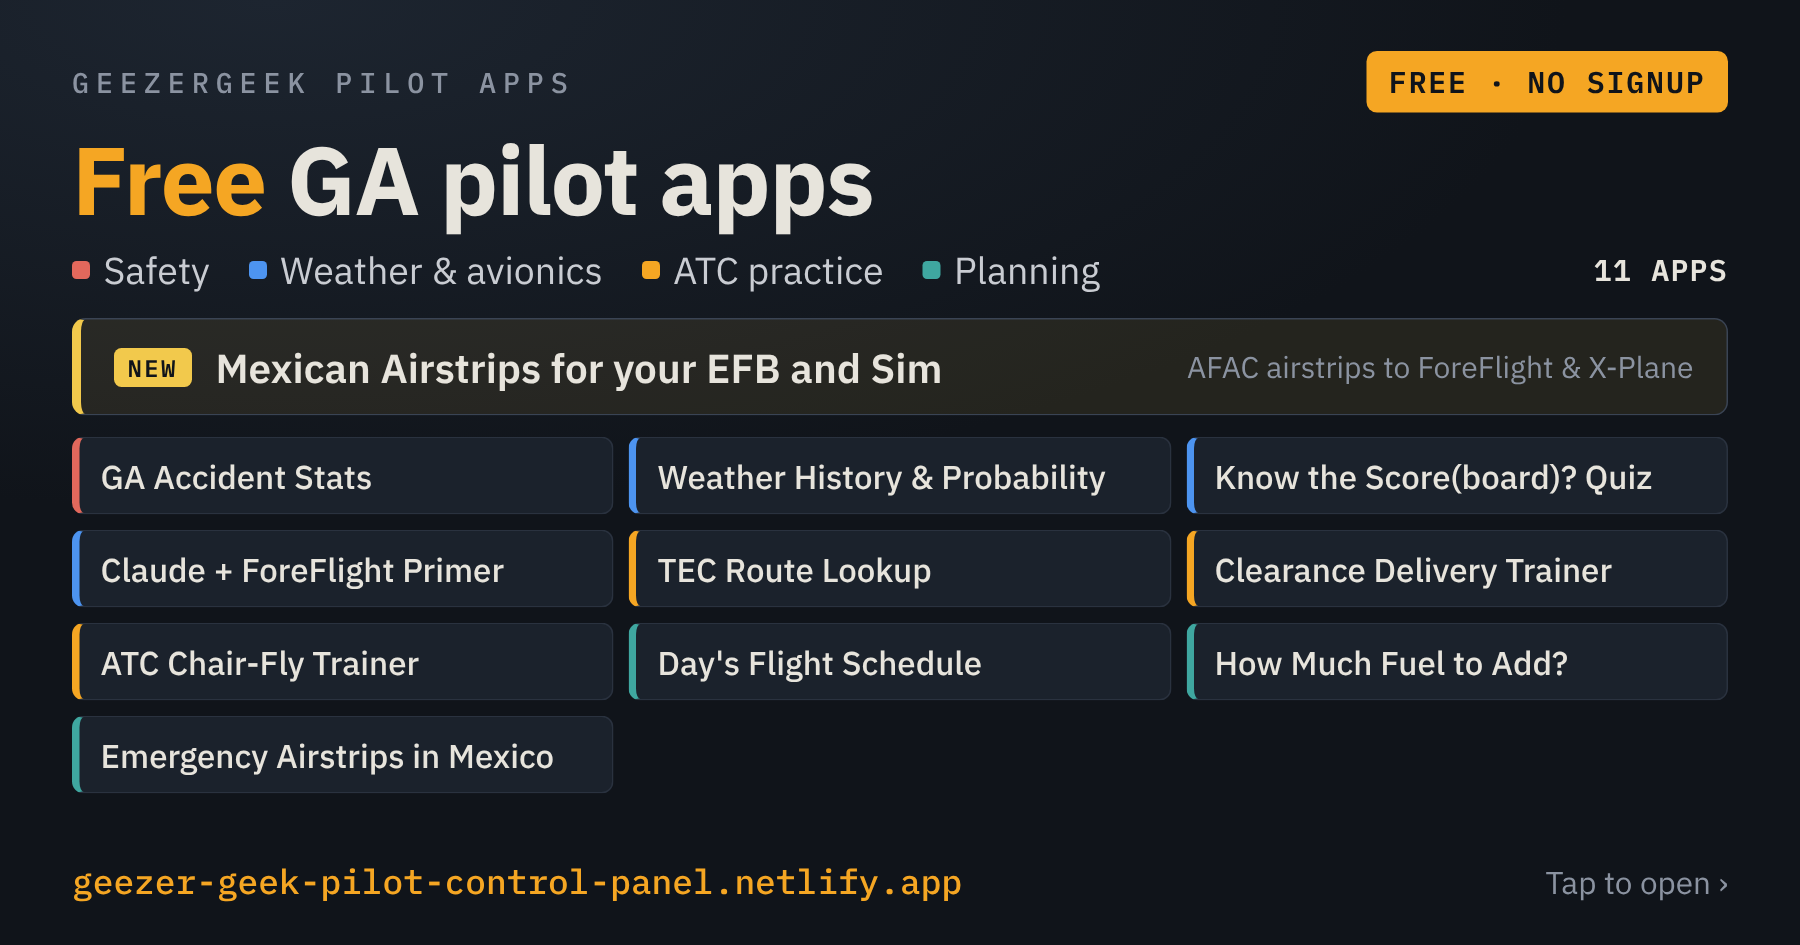 GEEZERGEEK PILOT APPS
FREE · NO SIGNUP
Free GA pilot apps
Safety Weather & avionics ATC practice Planning 11 APPS
NEW Mexican Airstrips for your EFB and Sim AFAC airstrips to ForeFlight & X-Plane
GA Accident Stats Weather History & Probability Know the Score(board)? Quiz
Claude + ForeFlight Primer TEC Route Lookup Clearance Delivery Trainer
ATC Chair-Fly Trainer Day's Flight Schedule How Much Fuel to Add?
Emergency Airstrips in Mexico
geezer-geek-pilot-control-panel.netlify.app Tap to open ›